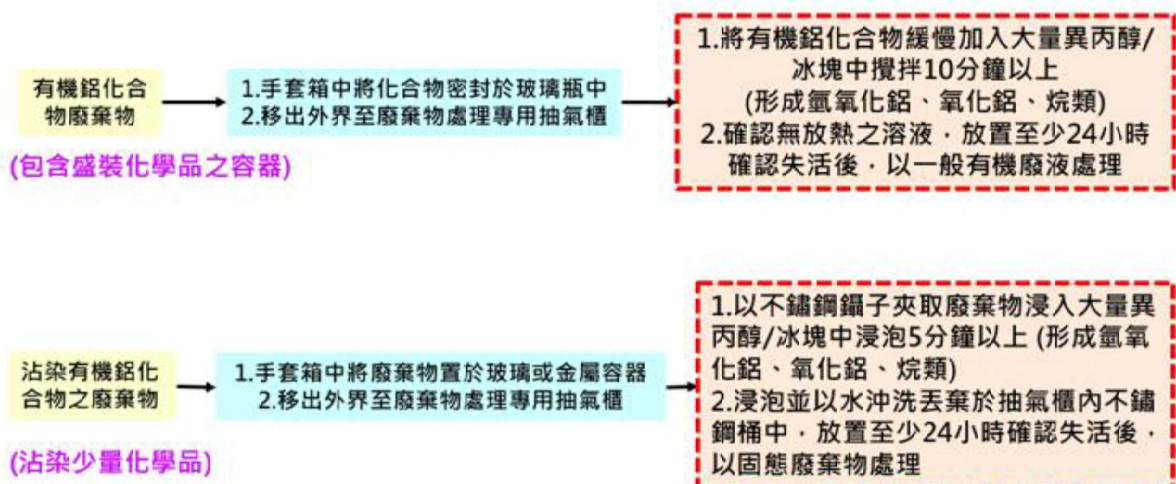 有機鋁化合
物廢棄物
(包含盛裝化學品之容器)
1.手套箱中將化合物密封於玻璃瓶中
2.移出外界至廢棄物處理專用抽氣櫃
1.將有機鋁化合物緩慢加入大量異丙醇/
冰塊中攪拌10分鐘以上
(形成氫氧化鋁、氧化鋁、烷類)
2.確認無放熱之溶液，放置至少24小時
確認失活後，以一般有機廢液處理
沾染有機鋁化
合物之廢棄物
(沾染少量化學品)
1.手套箱中將廢棄物置於玻璃或金屬容器
2.移出外界至廢棄物處理專用抽氣櫃
1.以不鏽鋼鑷子夾取廢棄物浸入大量異
丙醇/冰塊中浸泡5分鐘以上 (形成氫氧
化鋁、氧化鋁、烷類)
2.浸泡並以水沖洗丟棄於抽氣櫃內不鏽
鋼桶中，放置至少24小時確認失活後，
以固態廢棄物處理